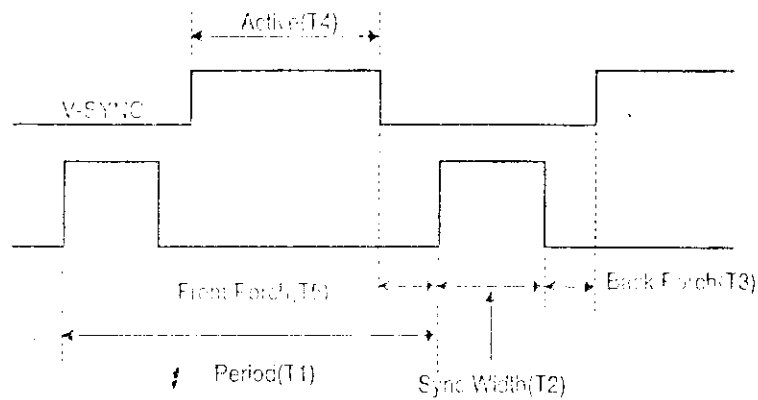 Active(T4)
V-SYNC
Front Porch(T5)
Back Porch(T3)
Period(T1)
Sync Width(T2)